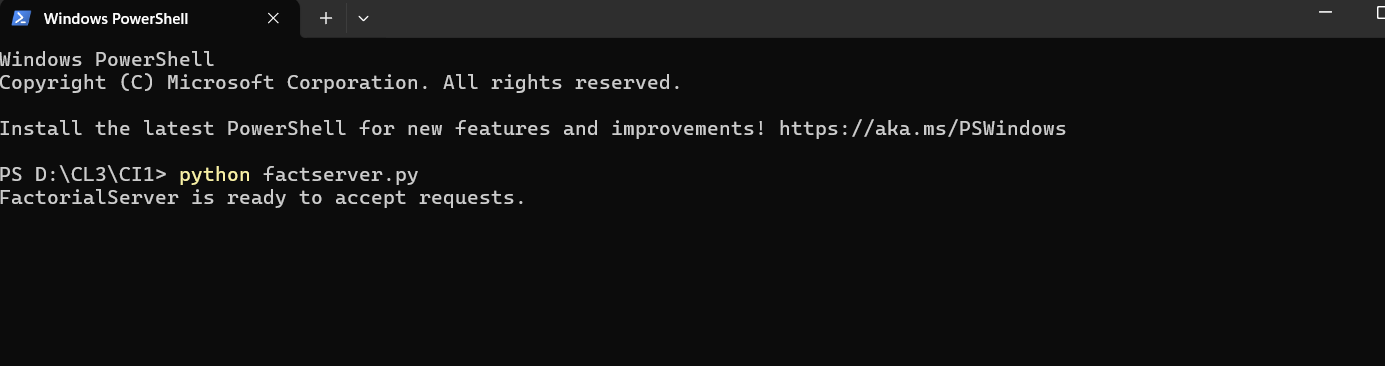 Windows PowerShell
Windows PowerShell
Copyright (C) Microsoft Corporation. All rights reserved.
Install the latest PowerShell for new features and improvements! https://aka.ms/PSWindows
PS D:\CL3\CI1> python factserver.py
FactorialServer is ready to accept requests.